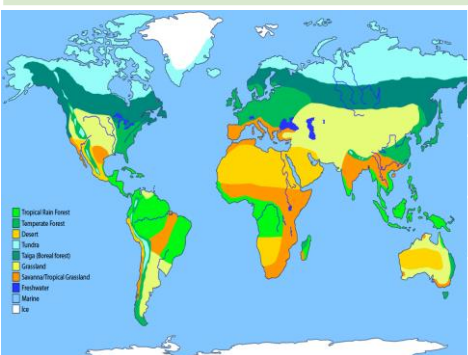 Tropical Rain Forest
Temperate Forest
Desert
Tundra
Taiga (Boreal forest)
Grassland
Savanna/Tropical Grassland
Freshwater
Marine
Ice